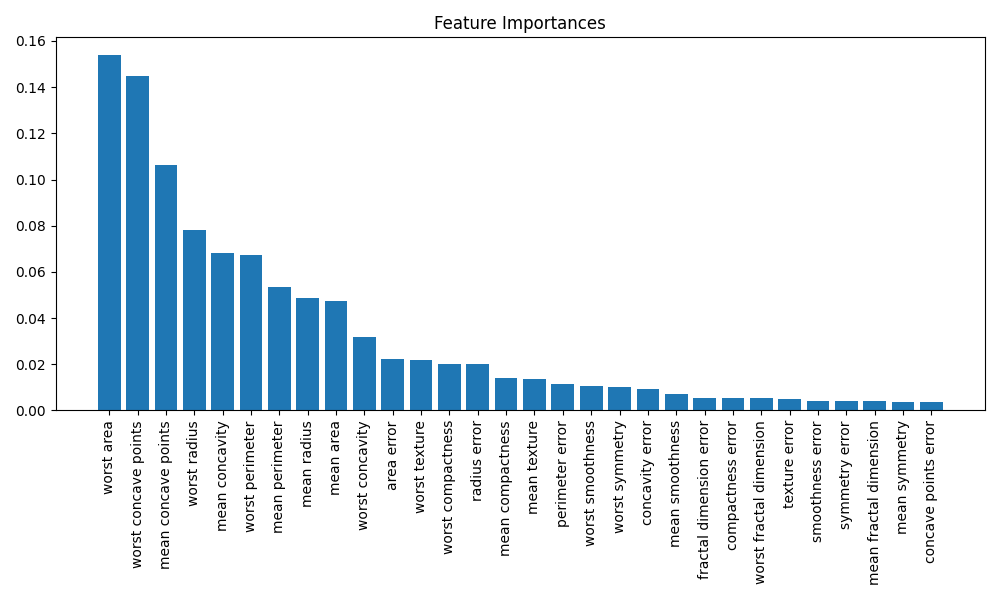 Feature Importances
0.16
0.14
0.12
0.10
0.08
0.06
0.04
0.02
0.00
worst area
worst concave points
mean concave points
worst radius
mean concavity
worst perimeter
mean perimeter
mean radius
mean area
worst concavity
area error
worst texture
worst compactness
radius error
mean compactness
mean texture
perimeter error
worst smoothness
worst symmetry
concavity error
mean smoothness
fractal dimension error
compactness error
worst fractal dimension
texture error
smoothness error
symmetry error
mean fractal dimension
mean symmetry
concave points error